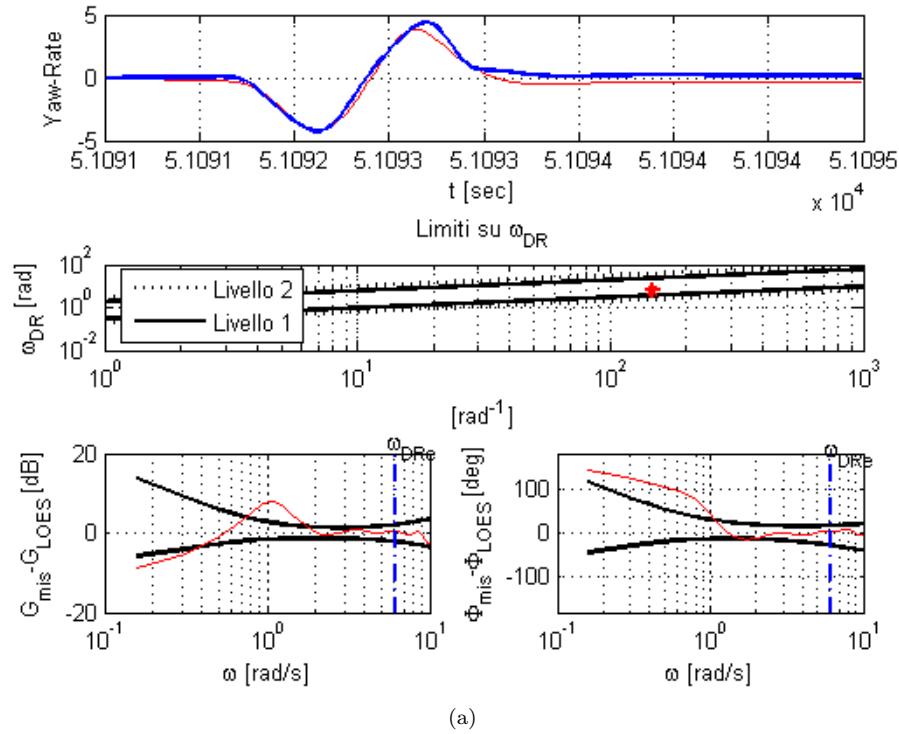 5
0
-5
Yaw-Rate
5.1091 5.1091 5.1092 5.1093 5.1093 5.1094 5.1094 5.1094 5.1095
t [sec]
x 10^4
Limiti su ω_DR
10^2
10^0
10^-2
ω_DR [rad]
Livello 2
Livello 1
10^0 10^1 10^2 10^3
[rad^-1]
20
0
-20
G_mis-G_LOES [dB]
ω_DRe
10^-1 10^0 10^1
ω [rad/s]
100
0
-100
Φ_mis-Φ_LOES [deg]
ω_DRe
10^-1 10^0 10^1
ω [rad/s]
(a)